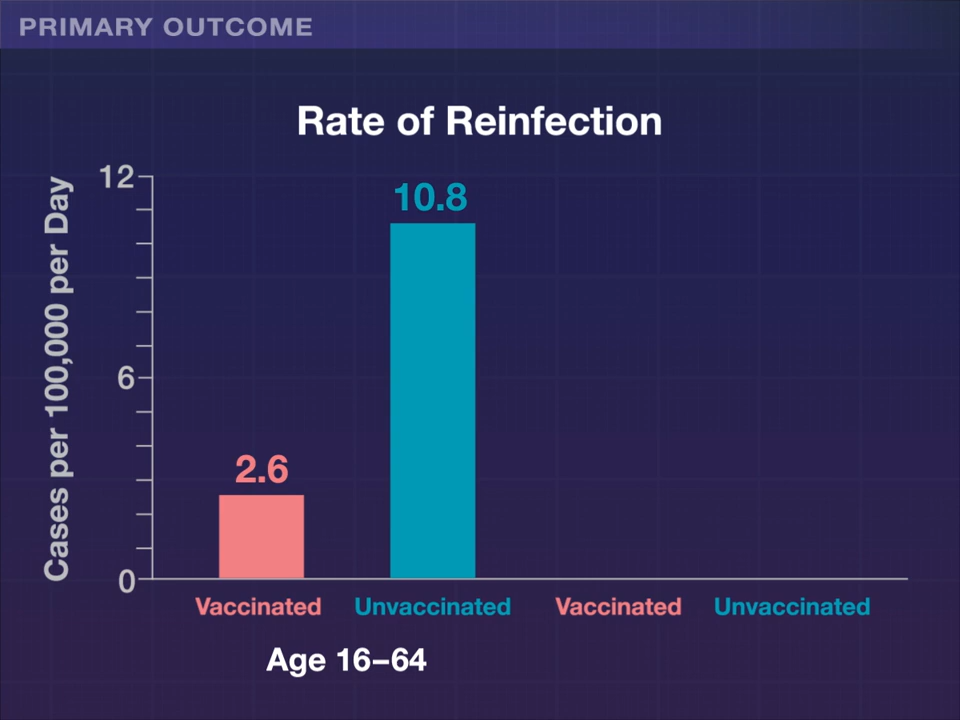 PRIMARY OUTCOME
Rate of Reinfection
Cases per 100,000 per Day
12
6
0
10.8
2.6
Vaccinated Unvaccinated Vaccinated Unvaccinated
Age 16–64